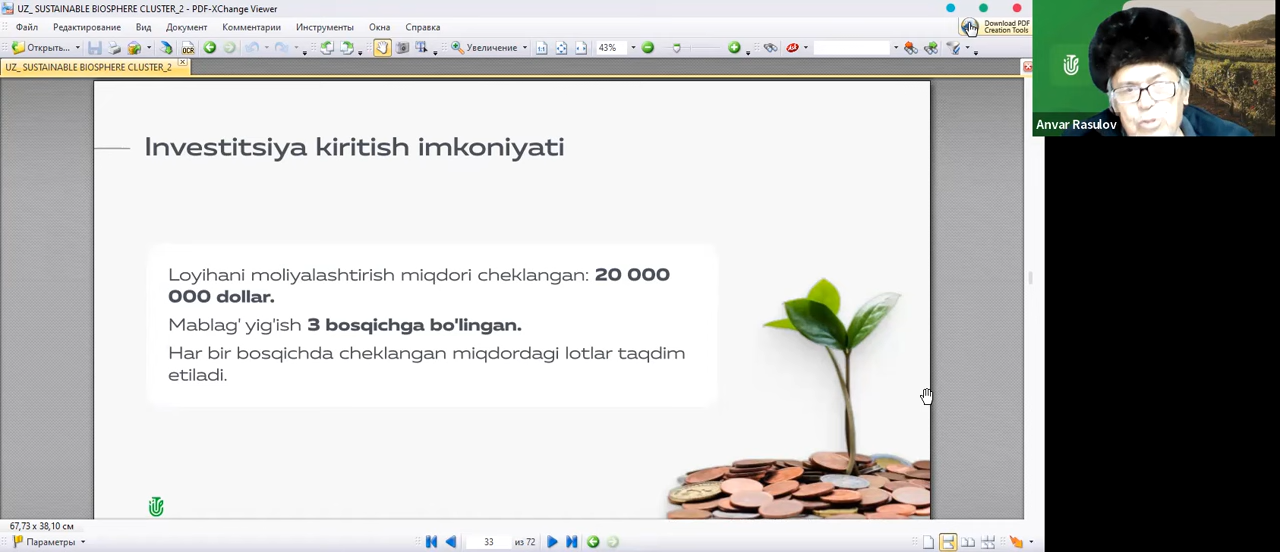 UZ_ SUSTAINABLE BIOSPHERE CLUSTER_2 - PDF-XChange Viewer
Файл Редактирование Вид Документ Комментарии Инструменты Окна Справка
Download PDF
Creation Tools
Открыть... OCR Увеличение 43%
UZ_ SUSTAINABLE BIOSPHERE CLUSTER_2
Anvar Rasulov
Investitsiya kiritish imkoniyati
Loyihani moliyalashtirish miqdori cheklangan: 20 000
000 dollar.
Mablag' yig'ish 3 bosqichga bo'lingan.
Har bir bosqichda cheklangan miqdordagi lotlar taqdim
etiladi.
67,73 x 38,10 см
Параметры 33 из 72